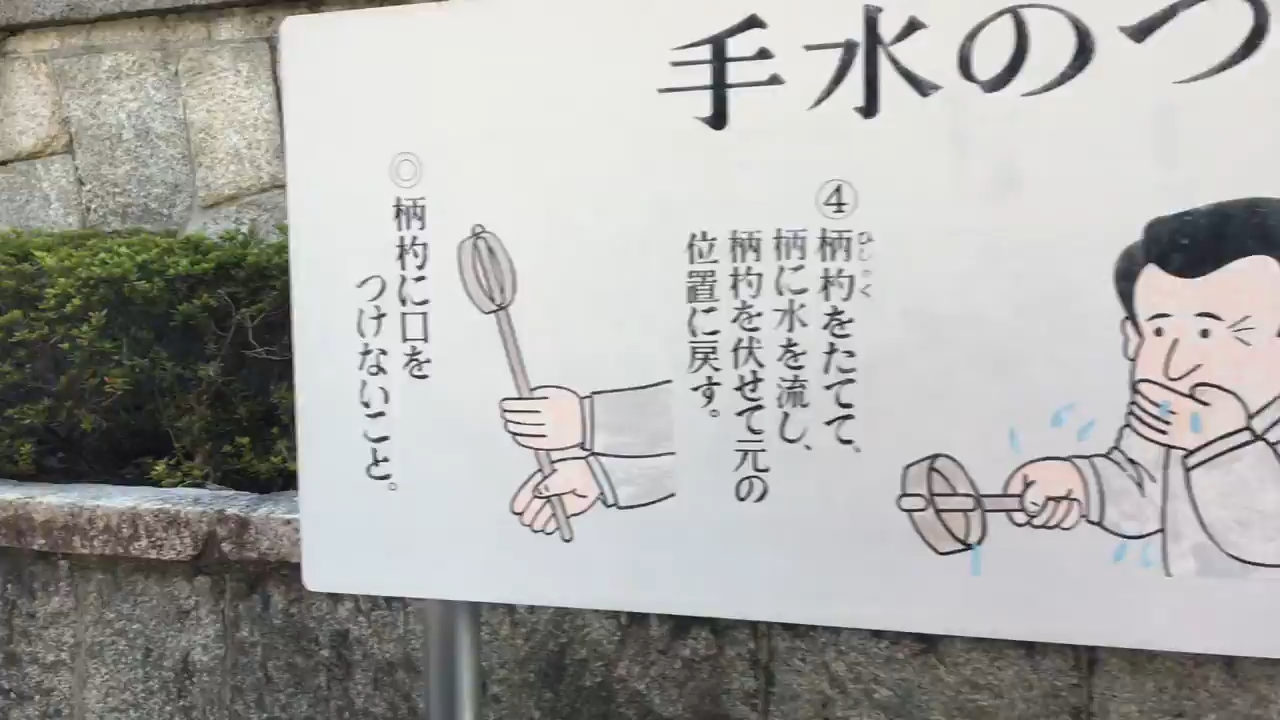 手水のつ
④柄杓をたてて、
ひしゃく
柄に水を流し、
柄杓を伏せて元の
位置に戻す。
◎柄杓に口を
つけないこと。